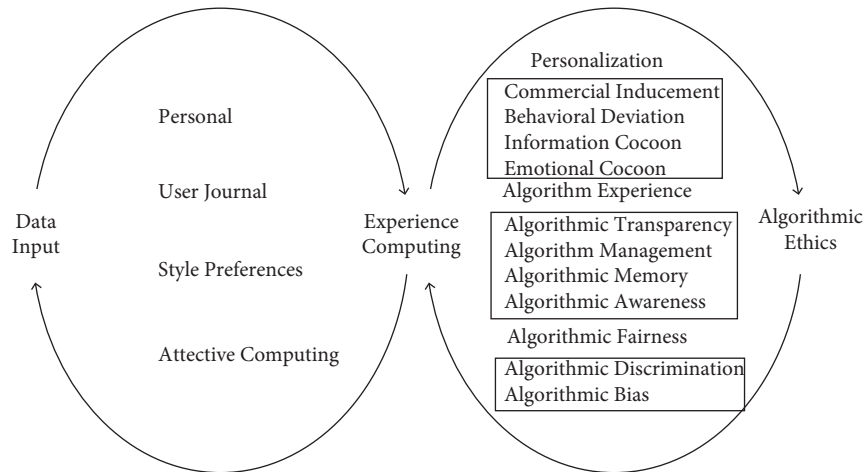 Data
Input
Personal
User Journal
Style Preferences
Attective Computing
Experience
Computing
Personalization
Commercial Inducement
Behavioral Deviation
Information Cocoon
Emotional Cocoon
Algorithm Experience
Algorithmic Transparency
Algorithm Management
Algorithmic Memory
Algorithmic Awareness
Algorithmic Fairness
Algorithmic Discrimination
Algorithmic Bias
Algorithmic
Ethics